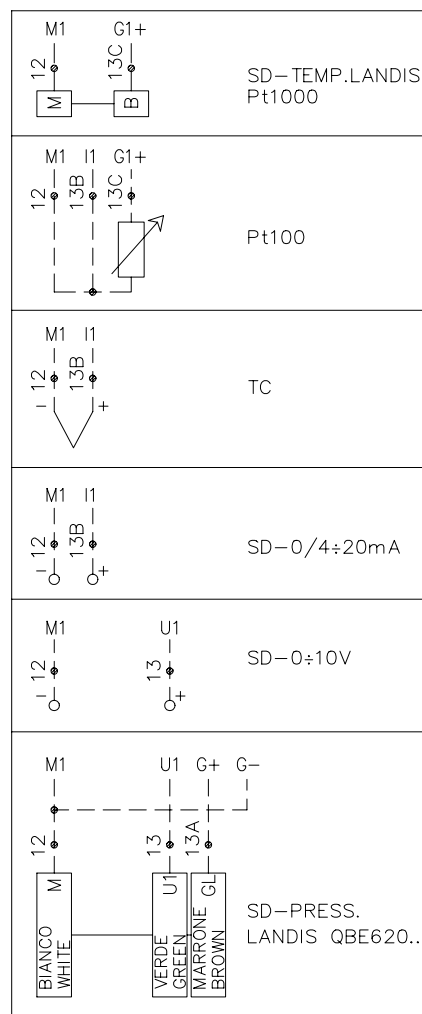 M1 G1+
12 13C
M B
SD-TEMP.LANDIS
Pt1000
M1 I1 G1+
12 13B 13C
Pt100
M1 I1
12 13B
- +
TC
M1 I1
12 13B
- +
SD-0/4÷20mA
M1 U1
12 13
- +
SD-0÷10V
M1 U1 G+ G-
12 13 13A
M U1 GL
BIANCO
WHITE
VERDE
GREEN
MARRONE
BROWN
SD-PRESS.
LANDIS QBE620..